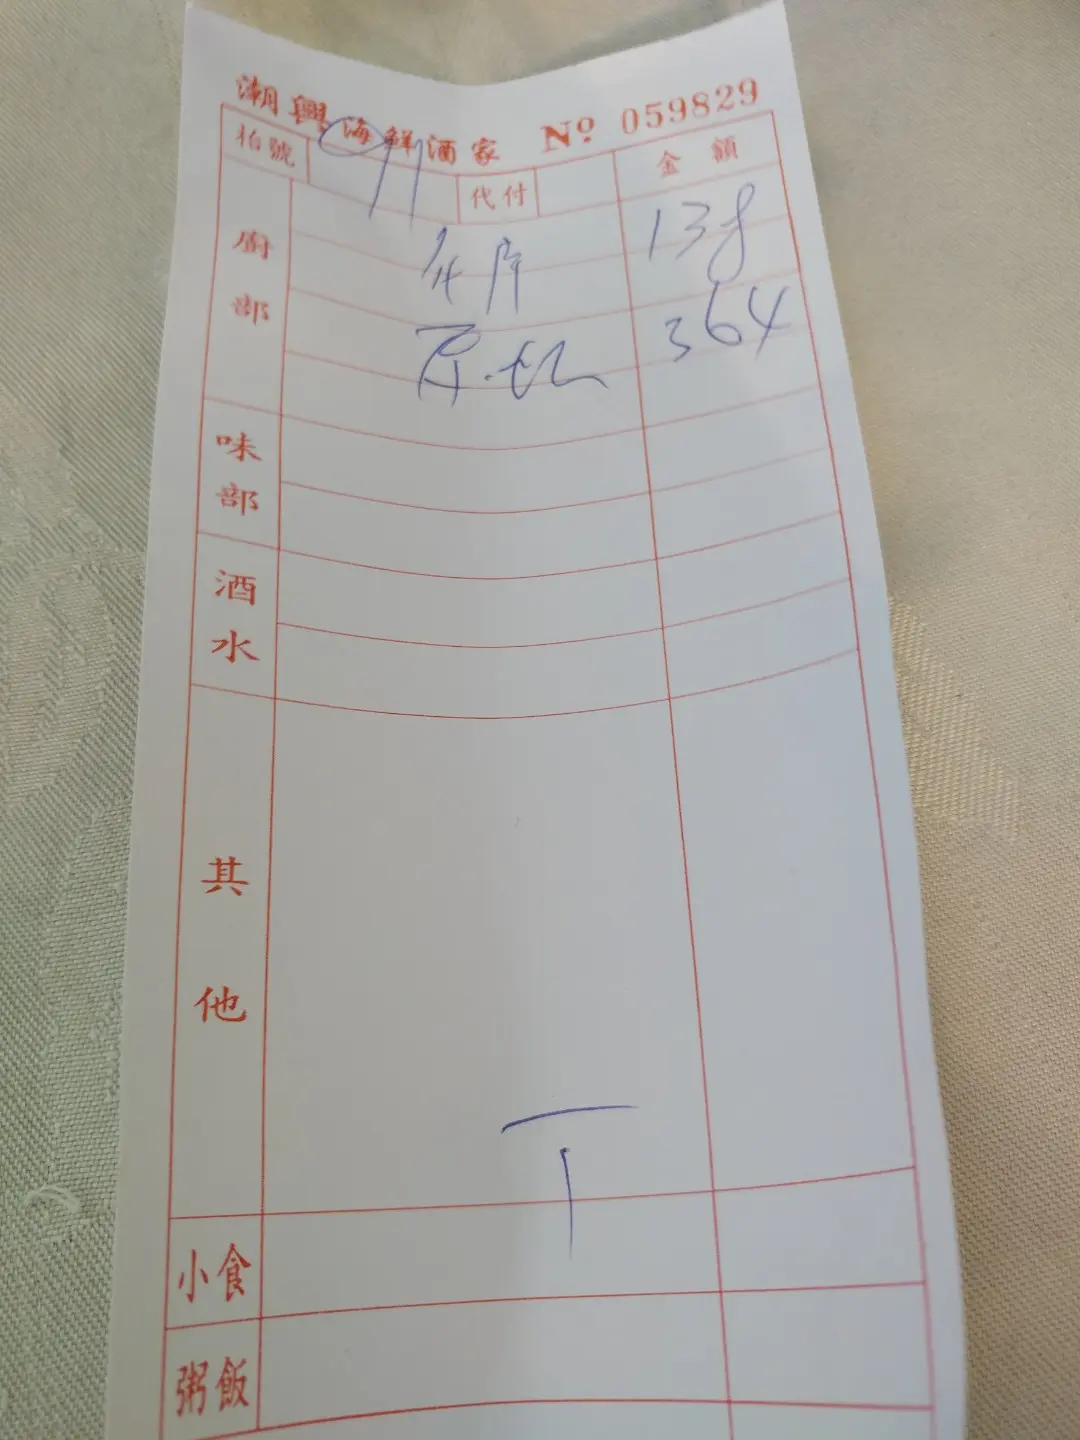 潮興海鮮酒家 Nº 059829
枱號 11 代付 金額
廚部
138
364
味部
酒水
其他
小食
粥飯